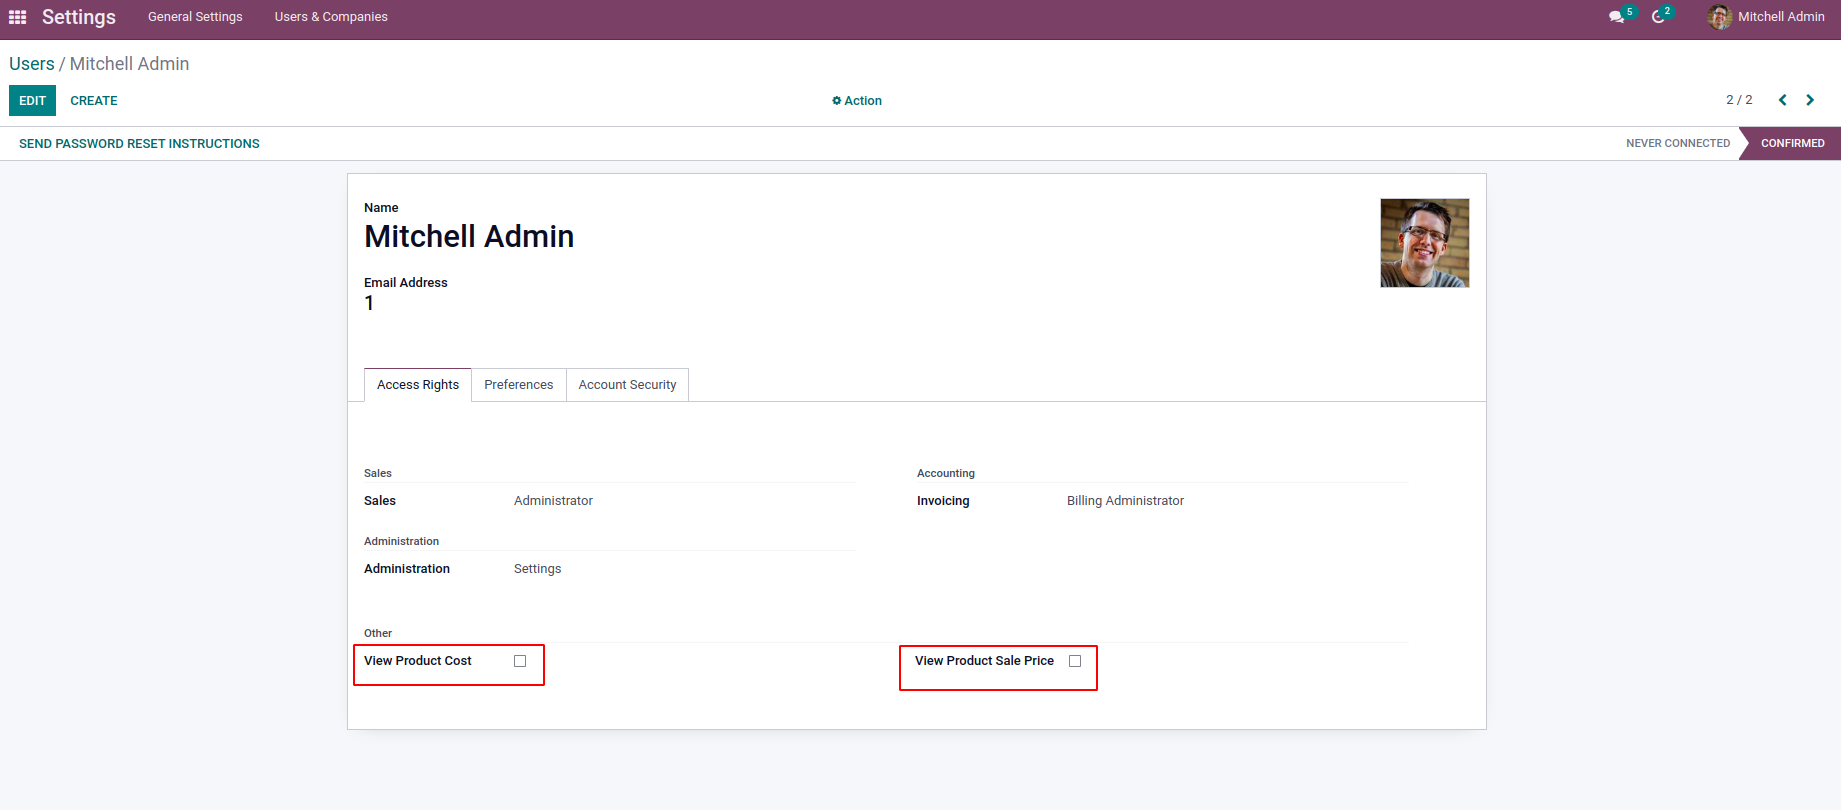 Settings General Settings Users & Companies 5 2 Mitchell Admin
Users / Mitchell Admin
EDIT CREATE Action 2 / 2
SEND PASSWORD RESET INSTRUCTIONS NEVER CONNECTED CONFIRMED
Name
Mitchell Admin
Email Address
1
Access Rights Preferences Account Security
Sales Accounting
Sales Administrator Invoicing Billing Administrator
Administration
Administration Settings
Other
View Product Cost View Product Sale Price